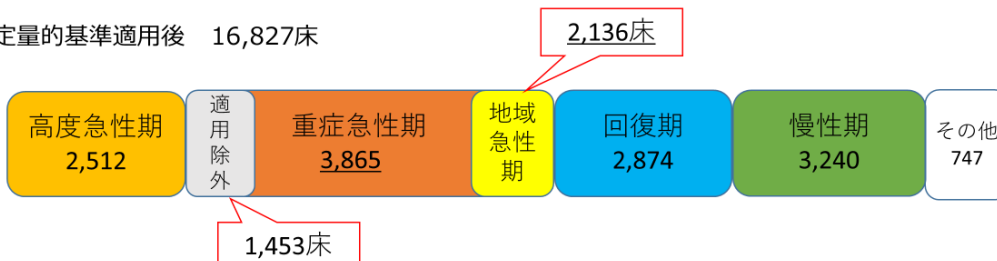 定量的基準適用後　16,827床
2,136床
高度急性期
2,512
適用除外
重症急性期
3,865
地域急性期
回復期
2,874
慢性期
3,240
その他
747
1,453床